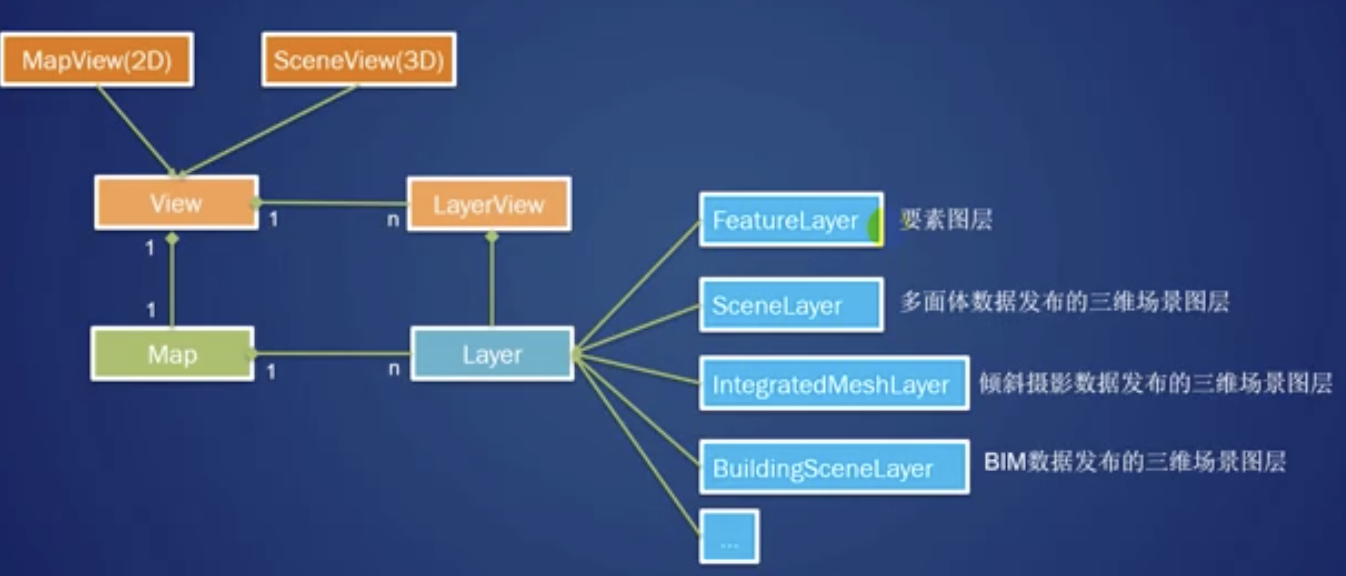 MapView(2D)
SceneView(3D)
View
1
n
LayerView
1
1
Map
1
n
Layer
FeatureLayer 要素图层
SceneLayer 多面体数据发布的三维场景图层
IntegratedMeshLayer 倾斜摄影数据发布的三维场景图层
BuildingSceneLayer BIM数据发布的三维场景图层
...